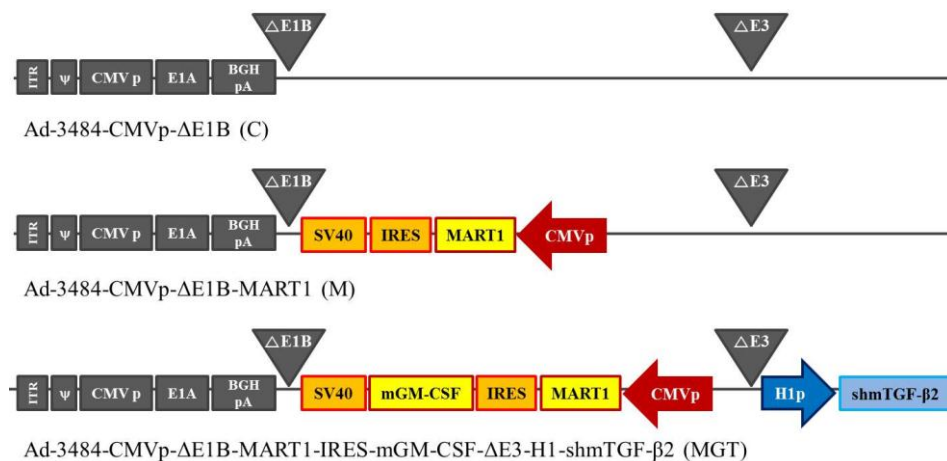 △E1B △E3
ITR ψ CMV p E1A BGH pA
Ad-3484-CMVp-ΔE1B (C)
△E1B △E3
ITR ψ CMV p E1A BGH pA SV40 IRES MART1 CMVp
Ad-3484-CMVp-ΔE1B-MART1 (M)
△E1B △E3
ITR ψ CMV p E1A BGH pA SV40 mGM-CSF IRES MART1 CMVp H1p shmTGF-β2
Ad-3484-CMVp-ΔE1B-MART1-IRES-mGM-CSF-ΔE3-H1-shmTGF-β2 (MGT)